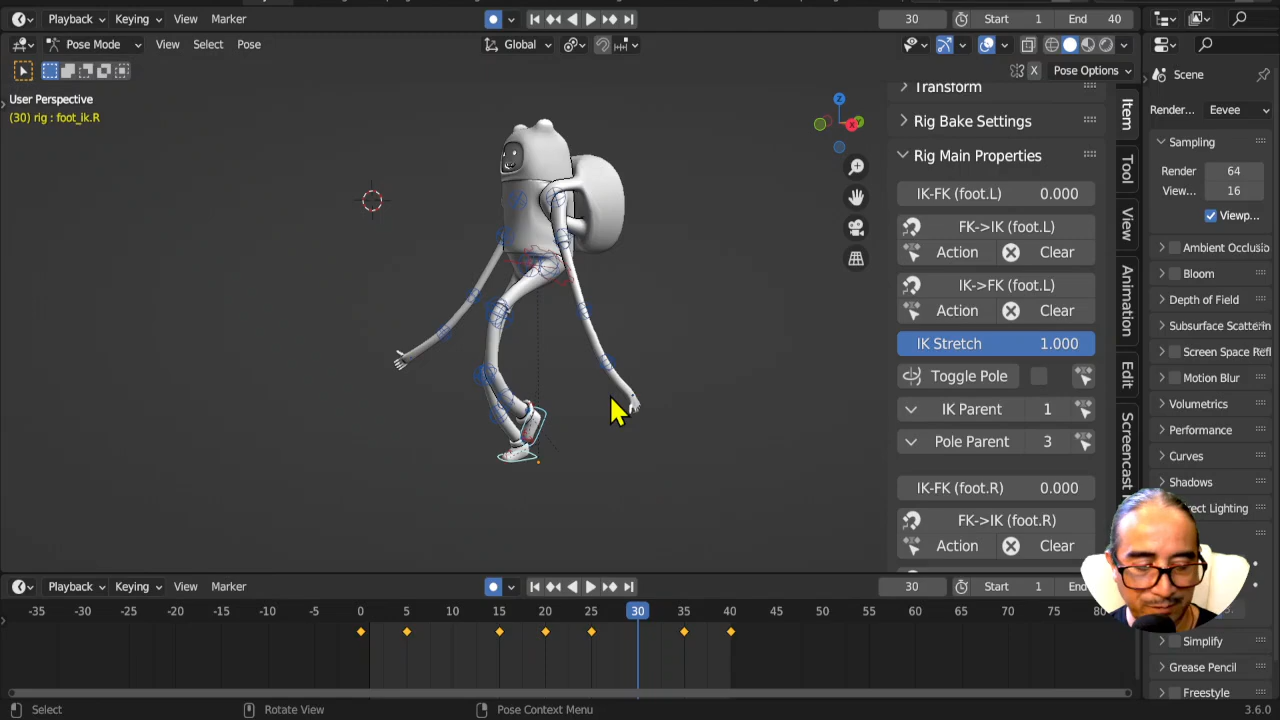 Playback Keying View Marker 30 Start 1 End 40
Pose Mode View Select Pose Global
X Pose Options
User Perspective
(30) rig : foot_ik.R
Transform
Rig Bake Settings
Rig Main Properties
IK-FK (foot.L) 0.000
FK->IK (foot.L)
Action Clear
IK->FK (foot.L)
Action Clear
IK Stretch 1.000
Toggle Pole
IK Parent 1
Pole Parent 3
IK-FK (foot.R) 0.000
FK->IK (foot.R)
Action Clear
Item
Tool
View
Animation
Edit
Scene
Render... Eevee
Sampling
Render 64
View... 16
Viewp...
Ambient Occlusio
Bloom
Depth of Field
Subsurface Scatterin
Screen Space Refl
Motion Blur
Volumetrics
Performance
Curves
Shadows
Simplify
Grease Pencil
Freestyle
Playback Keying View Marker 30 Start 1 End
-35 -30 -25 -20 -15 -10 -5 0 5 10 15 20 25 30 35 40 45 50 55 60 65 70 75 80
Select Rotate View Pose Context Menu 3.6.0